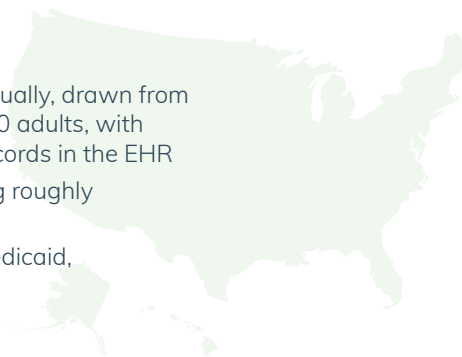 ually, drawn from
0 adults, with
cords in the EHR
g roughly
dicaid,